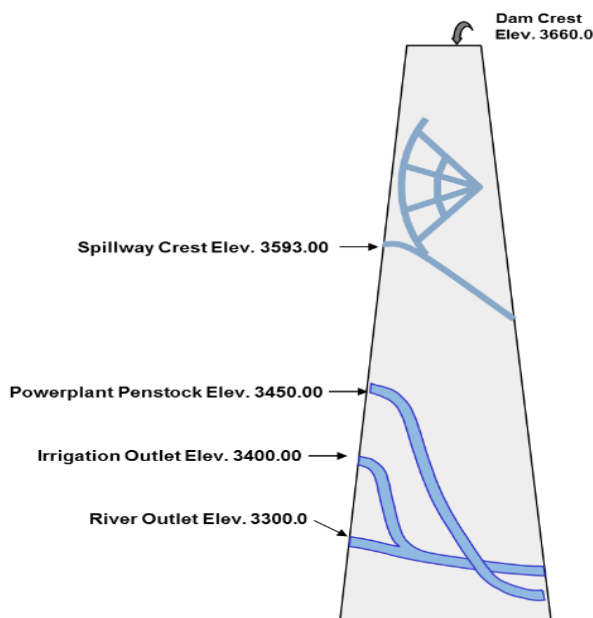 Dam Crest
Elev. 3660.0
Spillway Crest Elev. 3593.00
Powerplant Penstock Elev. 3450.00
Irrigation Outlet Elev. 3400.00
River Outlet Elev. 3300.0